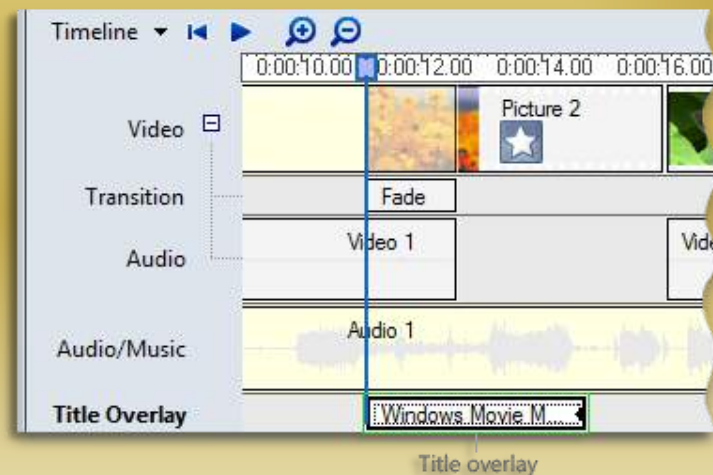 Timeline
0:00:10.00 0:00:12.00 0:00:14.00 0:00:16.00
Video
Picture 2
Transition
Fade
Audio
Video 1
Audio/Music
Audio 1
Title Overlay
Windows Movie M...
Title overlay